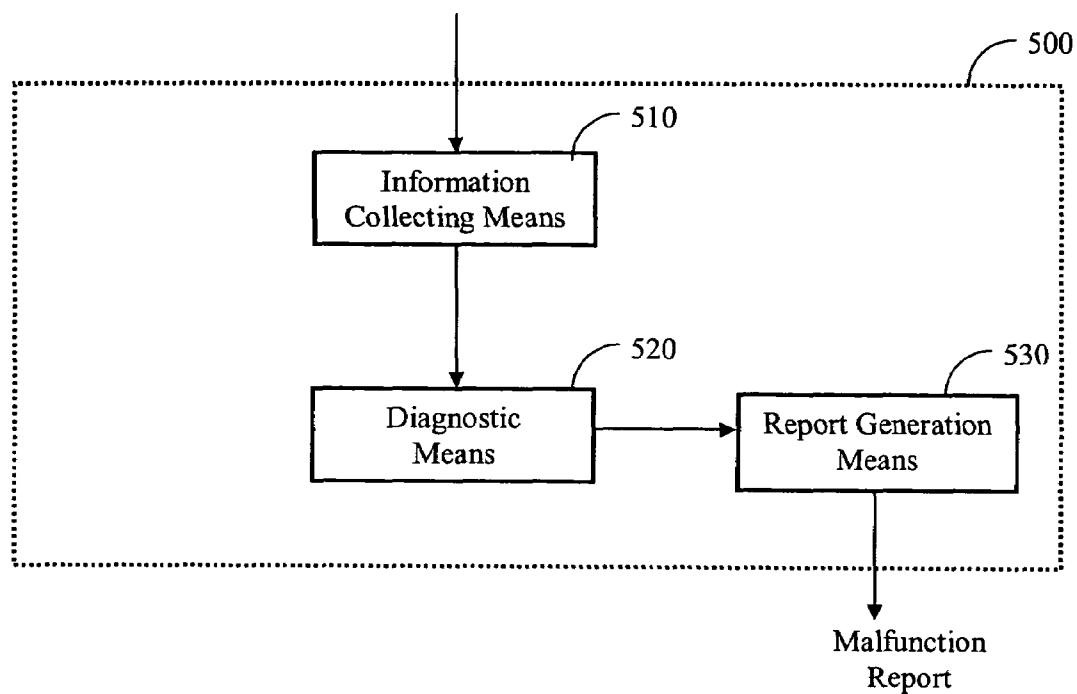 500
510
Information
Collecting Means
520
Diagnostic
Means
530
Report Generation
Means
Malfunction
Report